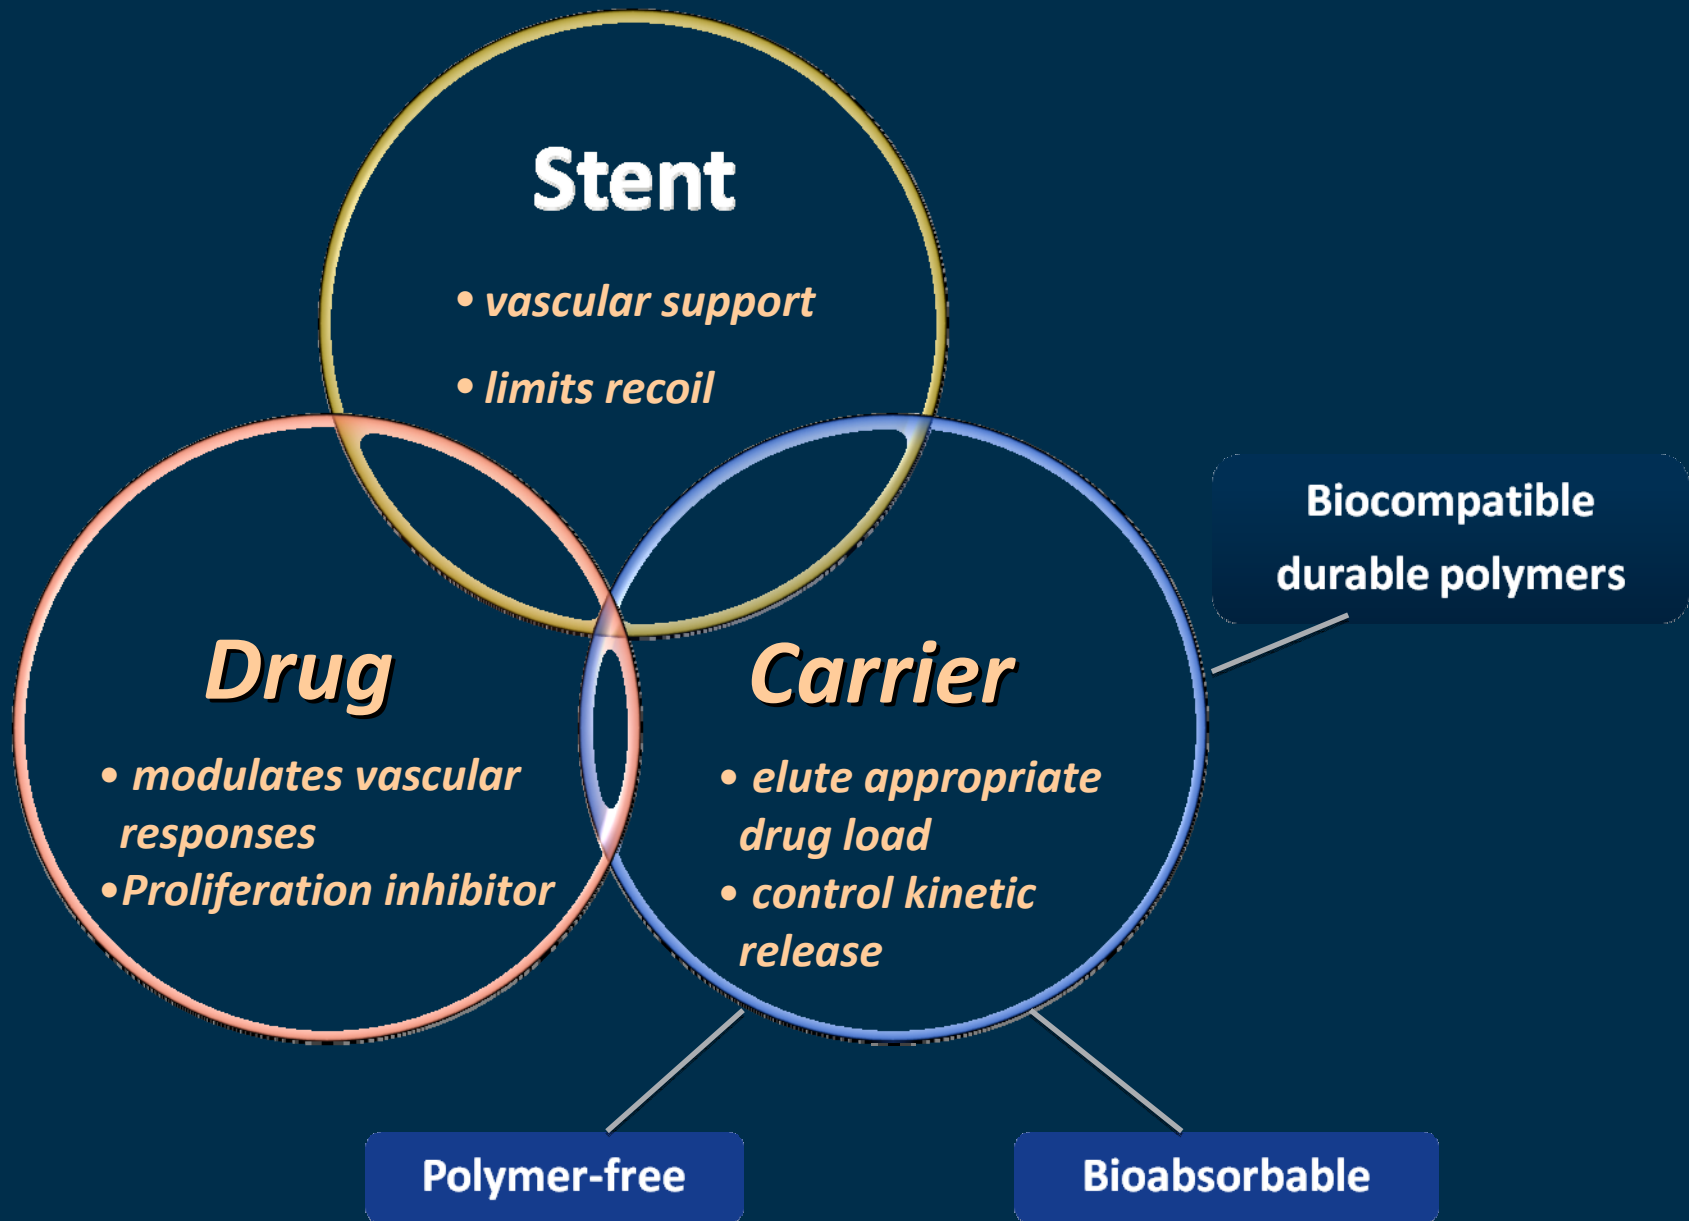 Stent
• vascular support
• limits recoil
Biocompatible
durable polymers
Drug
• modulates vascular
responses
•Proliferation inhibitor
Carrier
• elute appropriate
drug load
• control kinetic
release
Polymer-free
Bioabsorbable